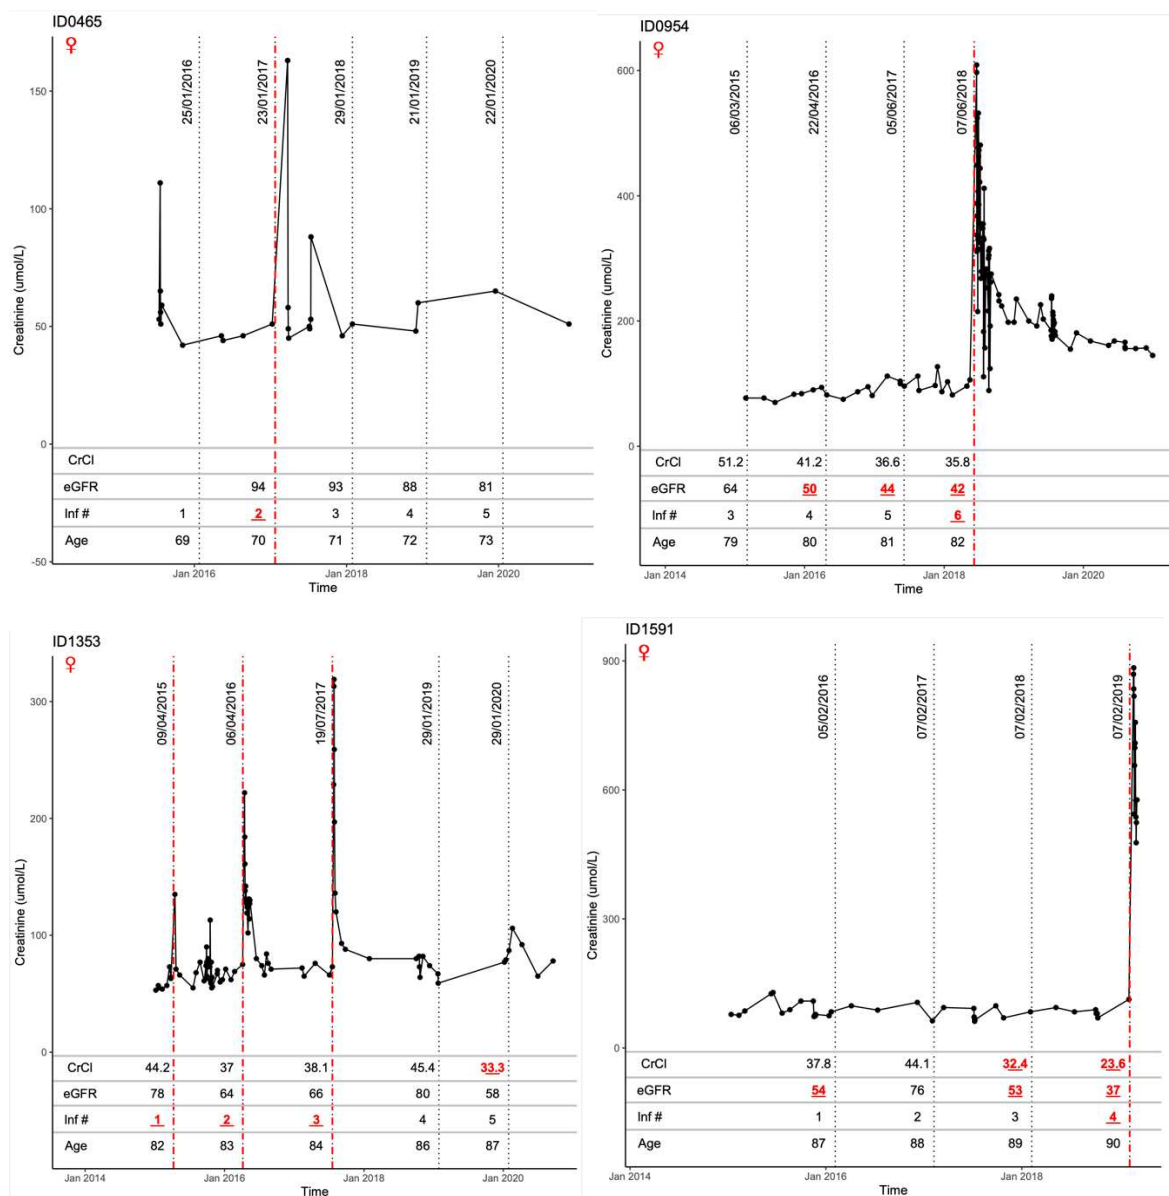 ID0465
♀
25/01/2016
23/01/2017
29/01/2018
21/01/2019
22/01/2020
150
100
50
0
-50
Creatinine (umol/L)
CrCl
eGFR 94 93 88 81
Inf # 1 2 3 4 5
Age 69 70 71 72 73
Jan 2016 Jan 2018 Jan 2020
Time
ID0954
♀
06/03/2015
22/04/2016
05/06/2017
07/06/2018
600
400
200
0
Creatinine (umol/L)
CrCl 51.2 41.2 36.6 35.8
eGFR 64 50 44 42
Inf # 3 4 5 6
Age 79 80 81 82
Jan 2014 Jan 2016 Jan 2018 Jan 2020
Time
ID1353
♀
09/04/2015
06/04/2016
19/07/2017
29/01/2019
29/01/2020
300
200
100
0
Creatinine (umol/L)
CrCl 44.2 37 38.1 45.4 33.3
eGFR 78 64 66 80 58
Inf # 1 2 3 4 5
Age 82 83 84 86 87
Jan 2014 Jan 2016 Jan 2018 Jan 2020
Time
ID1591
♀
05/02/2016
07/02/2017
07/02/2018
07/02/2019
900
600
300
0
Creatinine (umol/L)
CrCl 37.8 44.1 32.4 23.6
eGFR 54 76 53 37
Inf # 1 2 3 4
Age 87 88 89 90
Jan 2014 Jan 2016 Jan 2018
Time